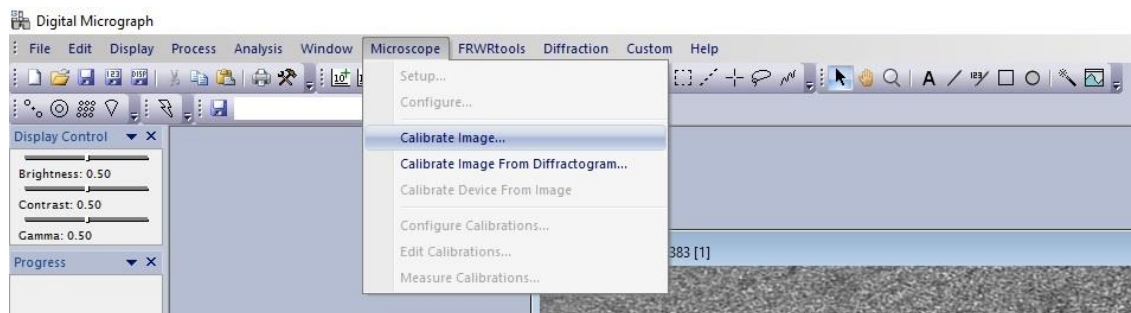 Digital Micrograph
File Edit Display Process Analysis Window Microscope FRWRtools Diffraction Custom Help
Setup...
Configure...
Display Control
Calibrate Image...
Calibrate Image From Diffractogram...
Brightness: 0.50
Calibrate Device From Image
Contrast: 0.50
Configure Calibrations...
Gamma: 0.50
Edit Calibrations...
383 [1]
Progress
Measure Calibrations...